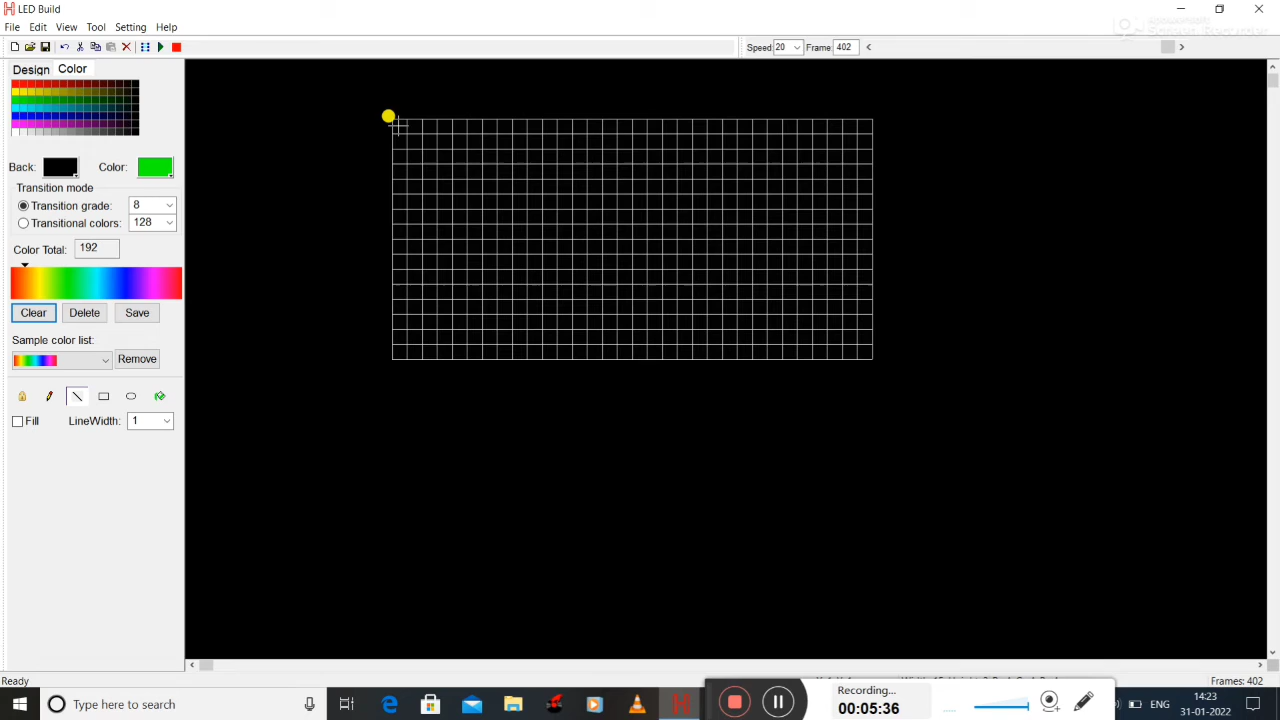 LED Build
File Edit View Tool Setting Help
Speed: 20 Frame: 402
Design Color
Back: Color:
Transition mode
Transition grade: 8
Transitional colors: 128
Color Total: 192
Clear Delete Save
Sample color list:
Remove
Fill LineWidth: 1
Ready Frames: 402
Recording...
00:05:36
Type here to search
ENG
14:23
31-01-2022